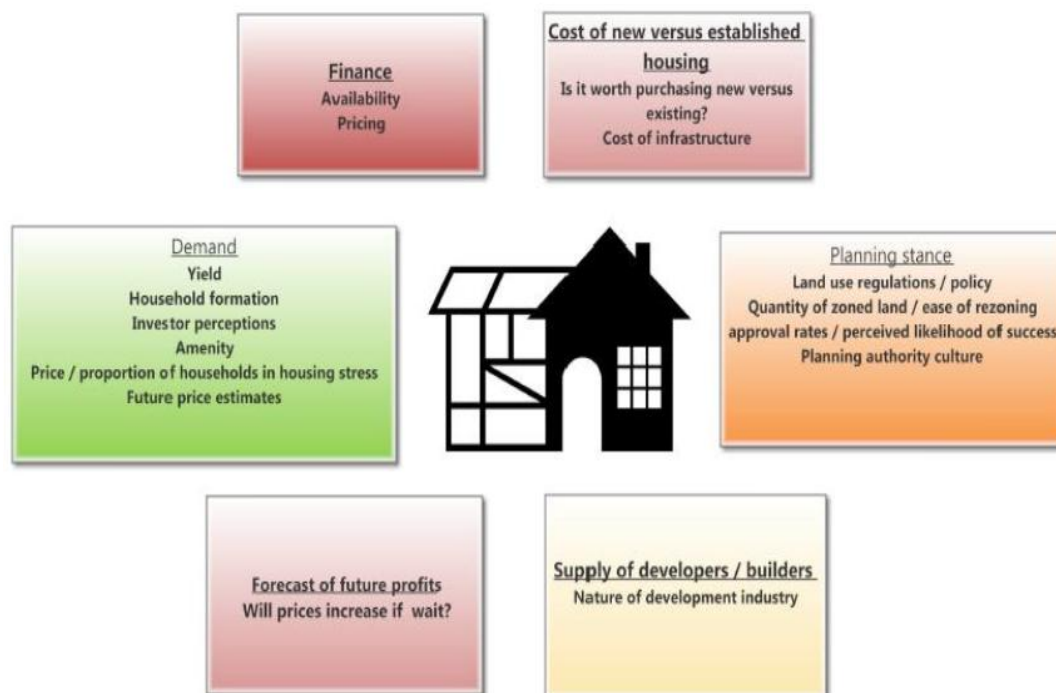 Finance
Availability
Pricing
Cost of new versus established
housing
Is it worth purchasing new versus
existing?
Cost of infrastructure
Demand
Yield
Household formation
Investor perceptions
Amenity
Price / proportion of households in housing stress
Future price estimates
Planning stance
Land use regulations / policy
Quantity of zoned land / ease of rezoning
approval rates / perceived likelihood of success
Planning authority culture
Forecast of future profits
Will prices increase if wait?
Supply of developers / builders
Nature of development industry